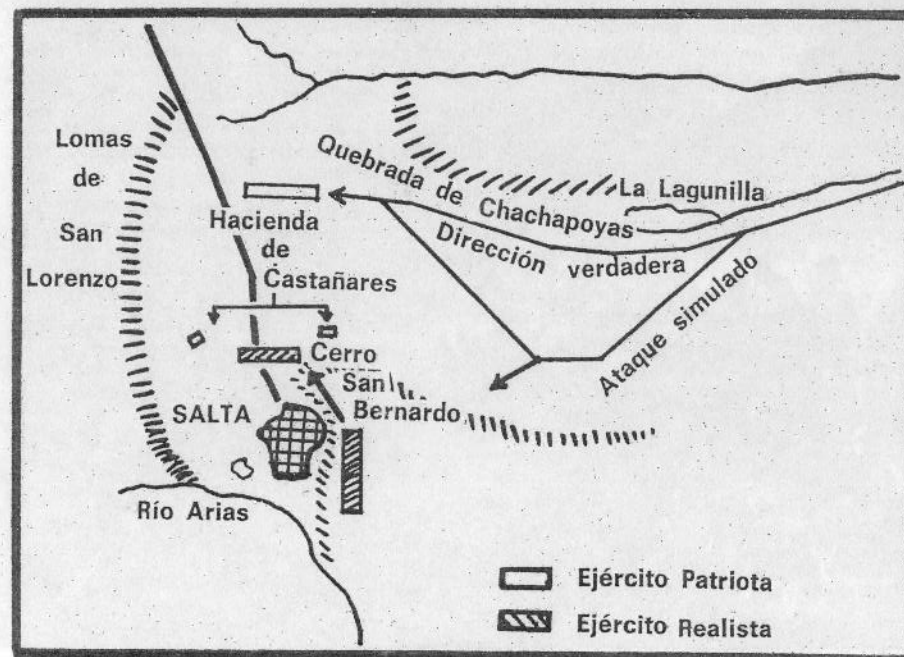 Lomas
de
San
Lorenzo
Quebrada de
Chachapoyas
La Lagunilla
Dirección verdadera
Ataque simulado
Hacienda
de
Castañares
Cerro
San
Bernardo
SALTA
Río Arias
Ejército Patriota
Ejército Realista